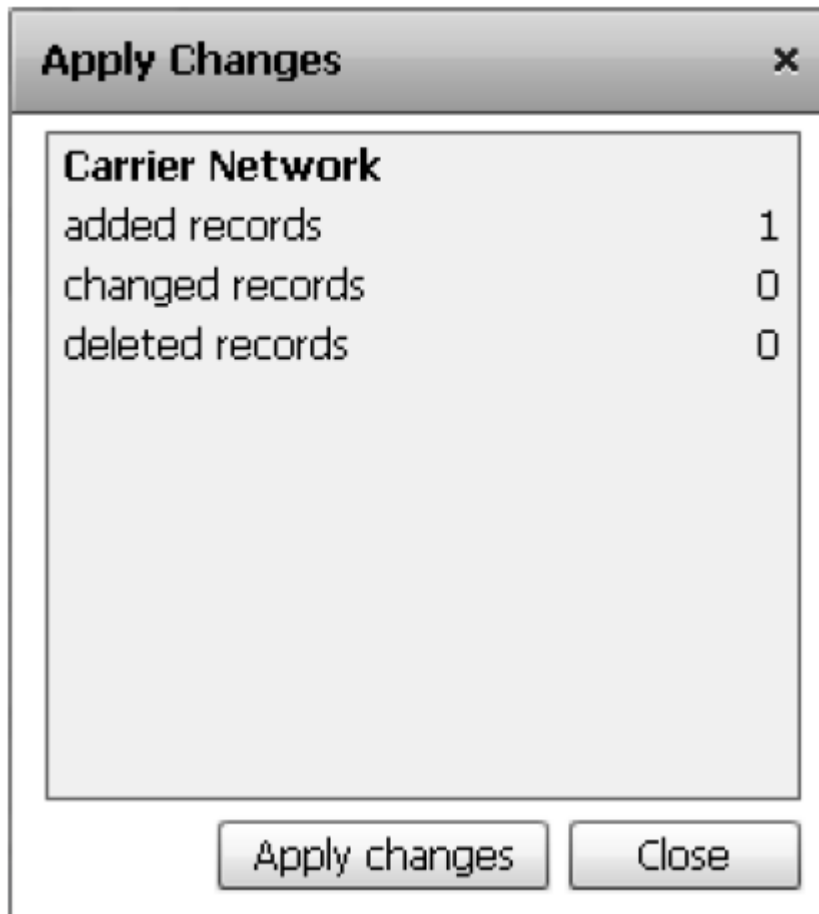 Apply Changes ×
Carrier Network
added records 1
changed records 0
deleted records 0
Apply changes Close